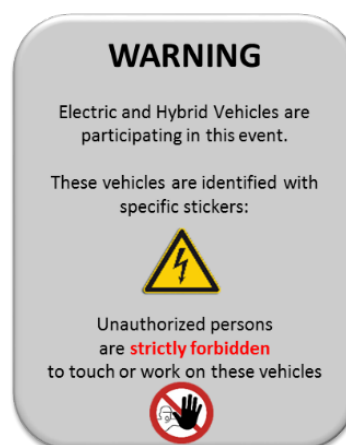 WARNING
Electric and Hybrid Vehicles are
participating in this event.
These vehicles are identified with
specific stickers:
Unauthorized persons
are strictly forbidden
to touch or work on these vehicles